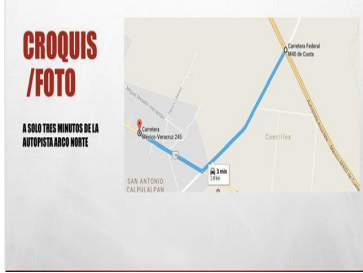 CROQUIS
/FOTO
A SOLO TRES MINUTOS DE LA
AUTOPISTA ARCO NORTE
Carretera Federal
M40 de Cuota
Carretera
México-Veracruz 245
Cocollox
3 min
SAN ANTONIO
CALPULALPAN